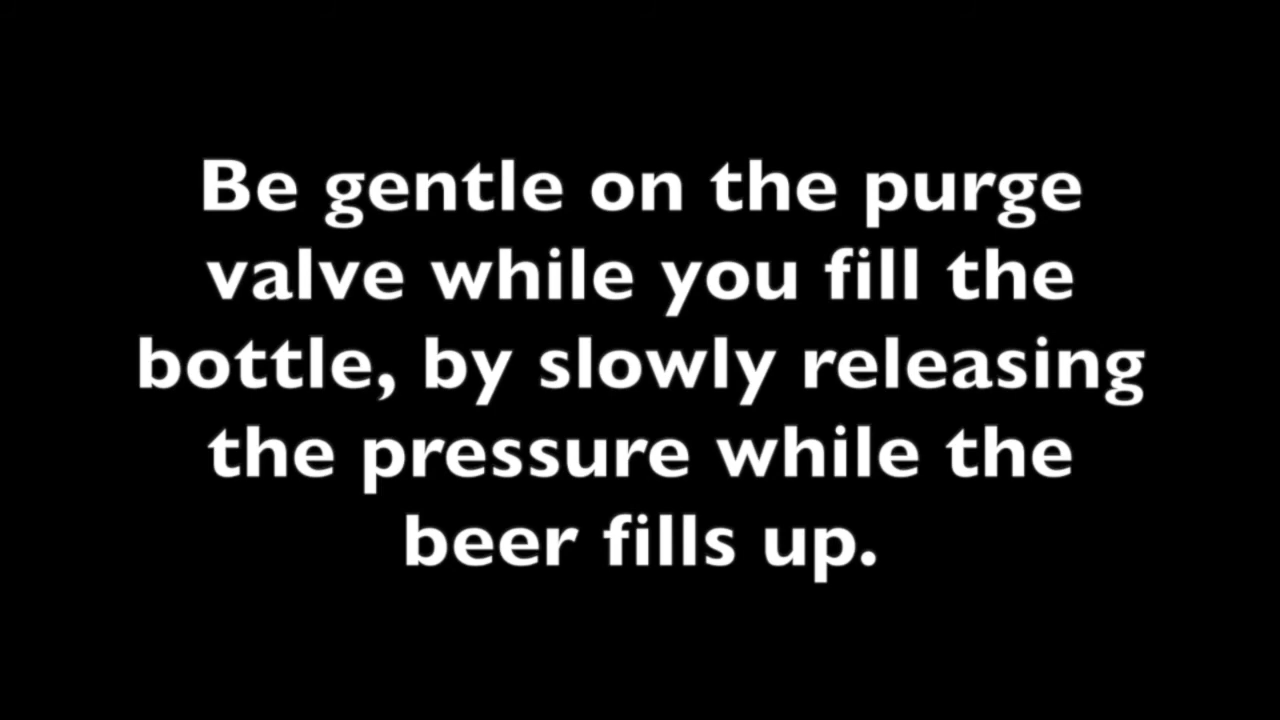 Be gentle on the purge
valve while you fill the
bottle, by slowly releasing
the pressure while the
beer fills up.